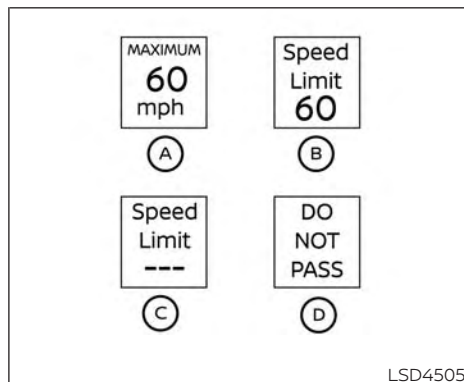 MAXIMUM
60
mph
A
Speed
Limit
60
B
Speed
Limit
---
C
DO
NOT
PASS
D
LSD4505